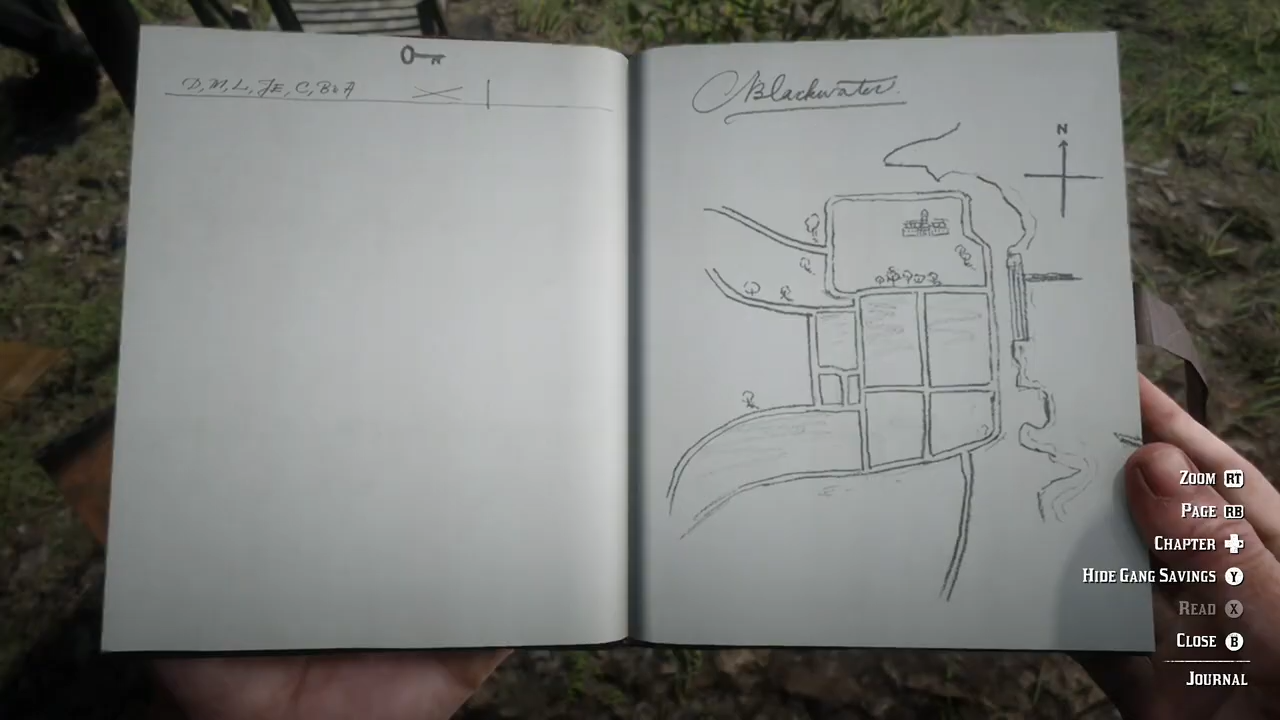 D, M, L, JE, C, B & A
Blackwater.
N
ZOOM RT
PAGE RB
CHAPTER
HIDE GANG SAVINGS Y
READ X
CLOSE B
JOURNAL